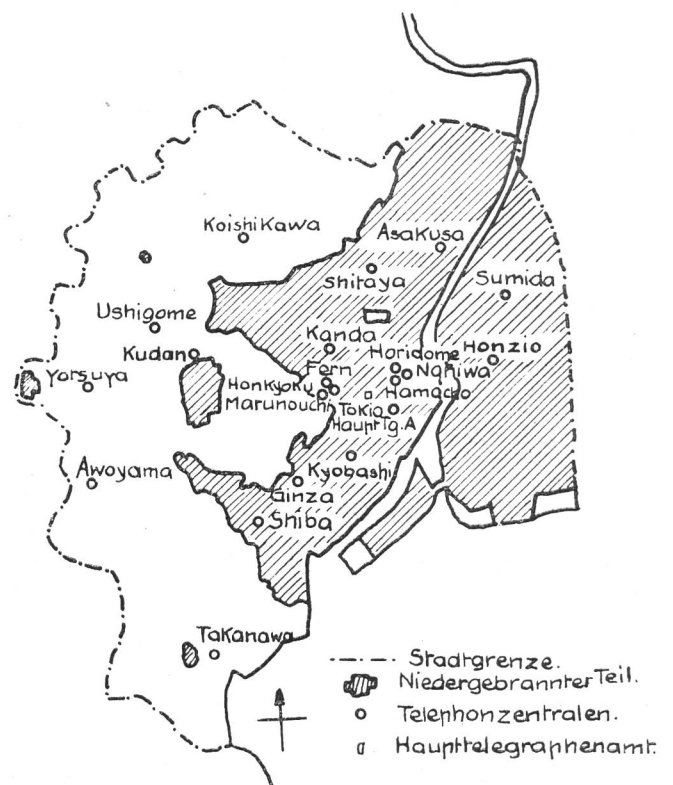 Koishikawa
Asakusa
Shitaya
Sumida
Ushigome
Kanda
Kudan
Horidome
Honzio
Yotsuya
Fern
Nahiwa
Honkyoku
Hamacho
Marunouchi
Tokio
Haupt Tg. A
Awoyama
Kyobashi
Ginza
Shiba
Takanawa
Stadtgrenze.
Niedergebrannter Teil.
Telephonzentralen.
Haupttelegraphenamt.